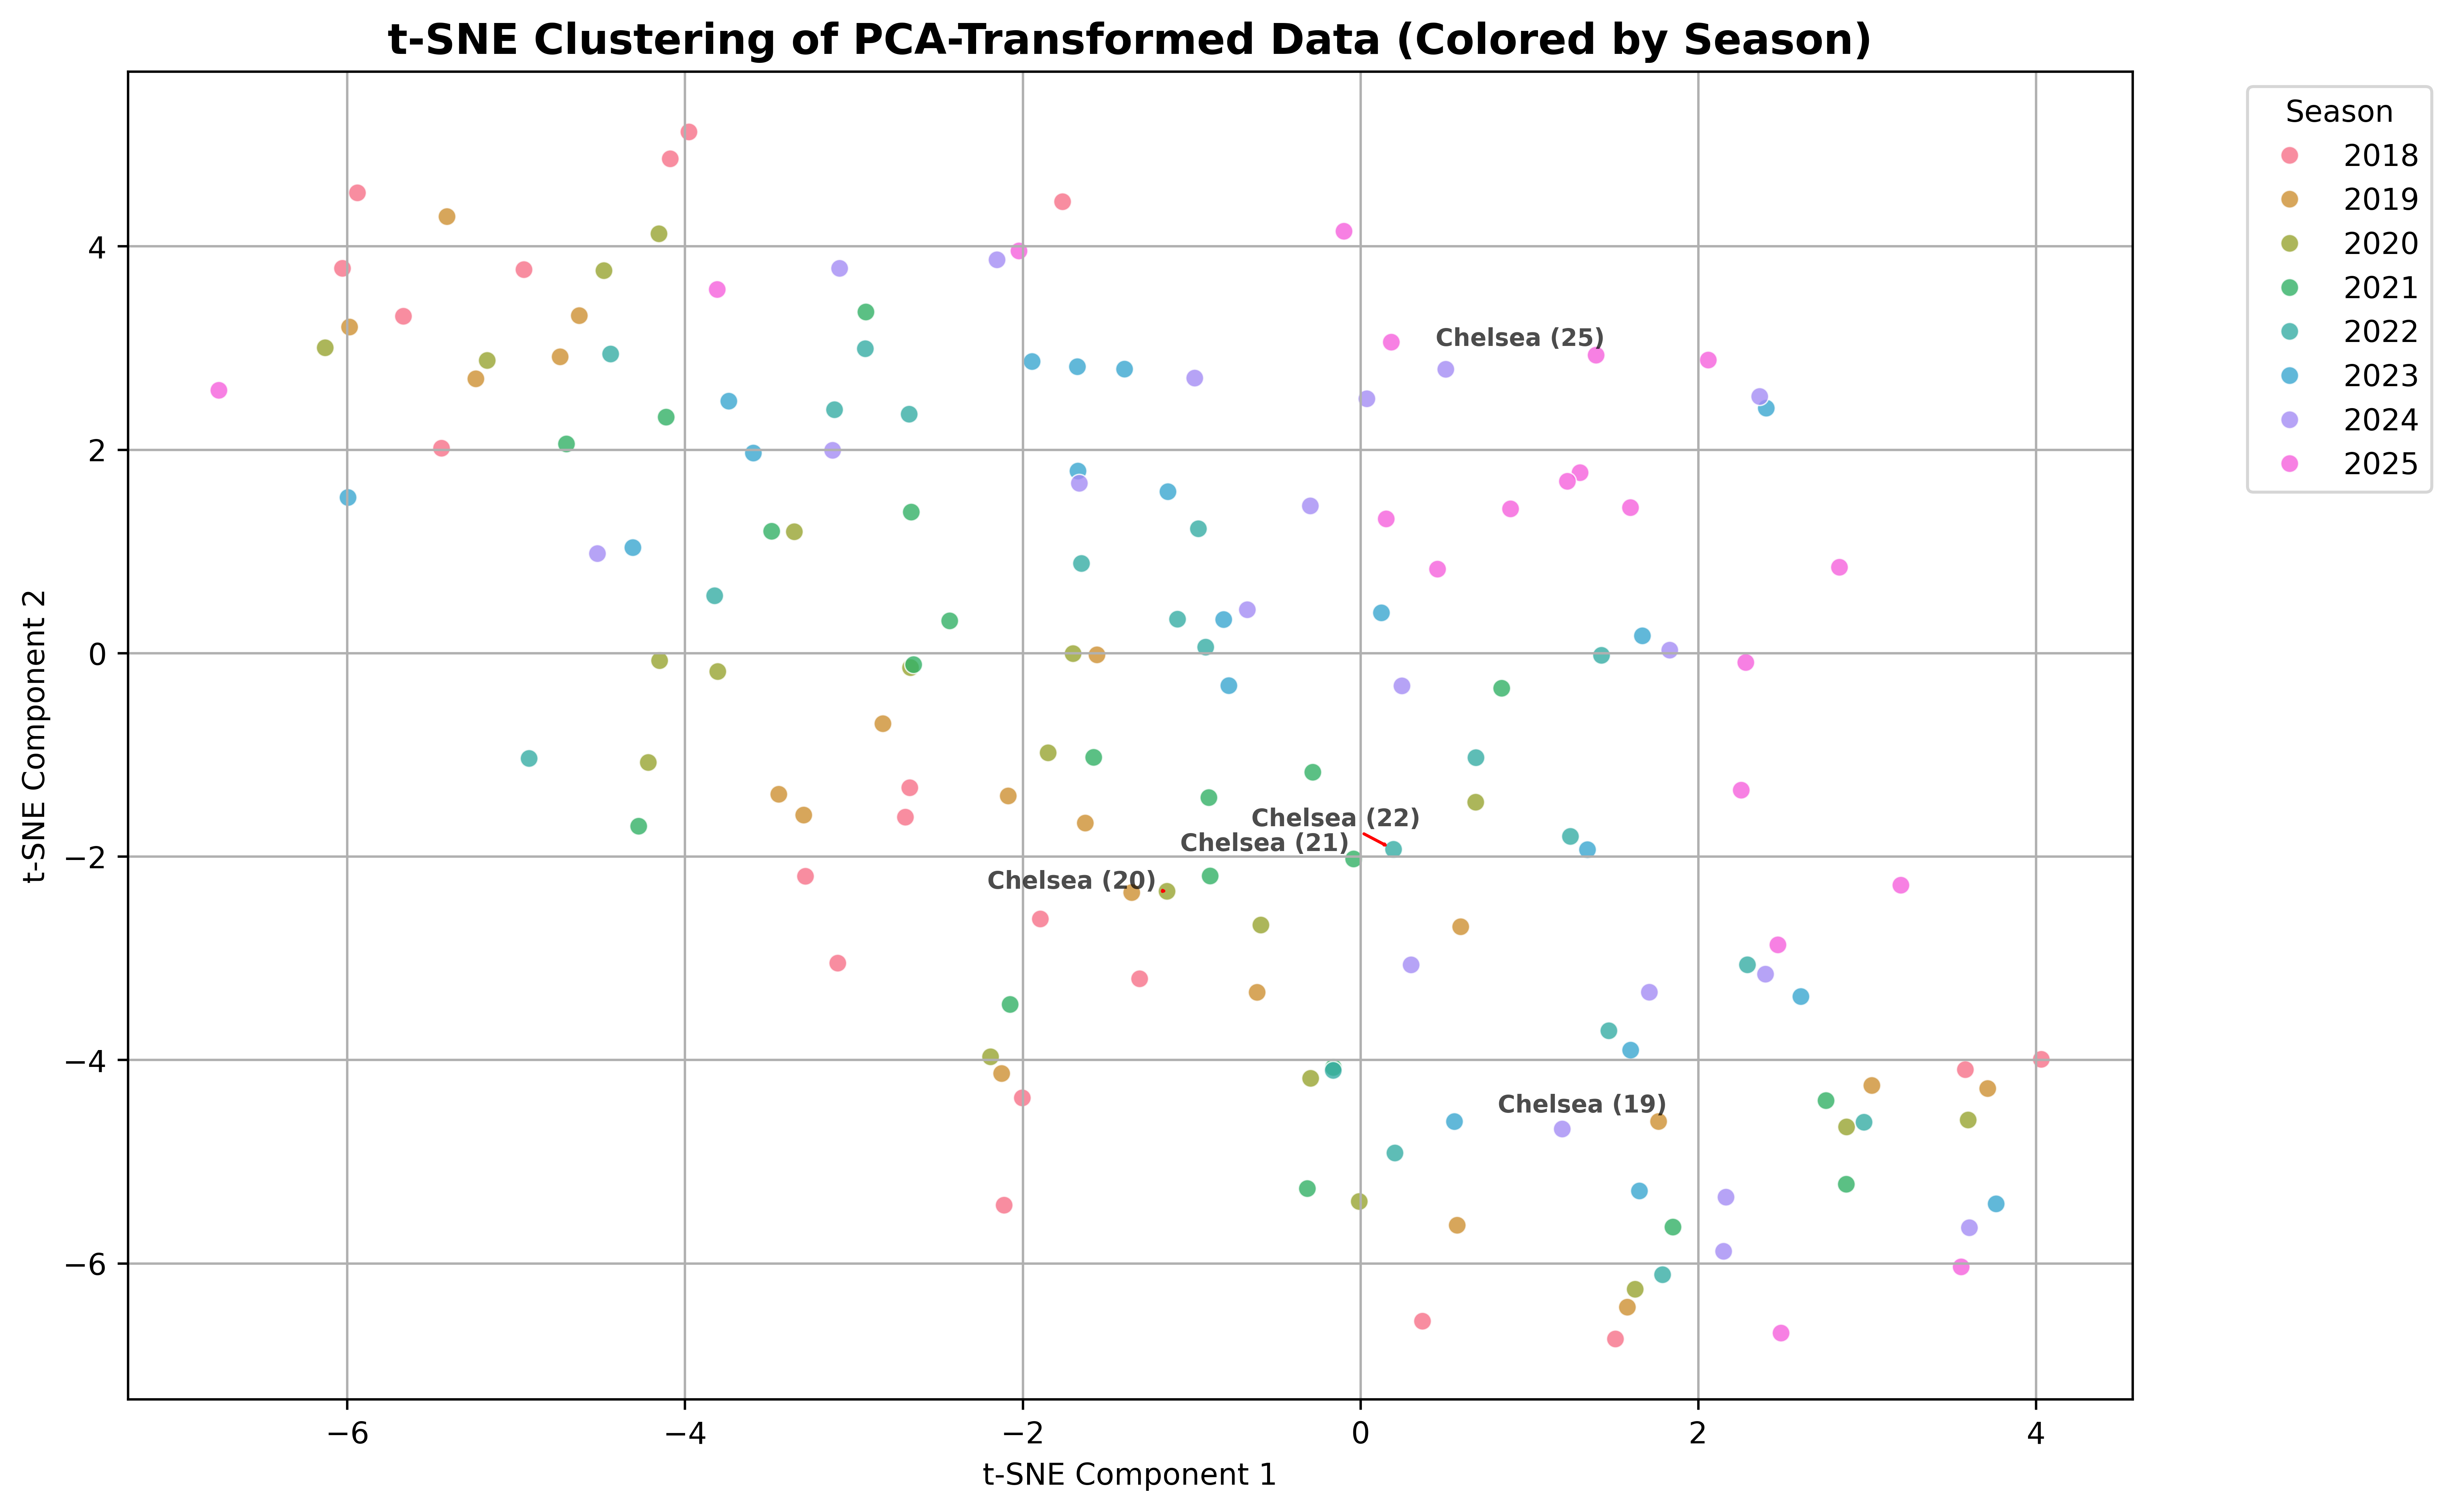 t-SNE Clustering of PCA-Transformed Data (Colored by Season)
Season
2018
2019
2020
2021
2022
2023
2024
2025
4
2
0
−2
−4
−6
t-SNE Component 2
Chelsea (25)
Chelsea (22)
Chelsea (21)
Chelsea (20)
Chelsea (19)
−6
−4
−2
0
2
4
t-SNE Component 1